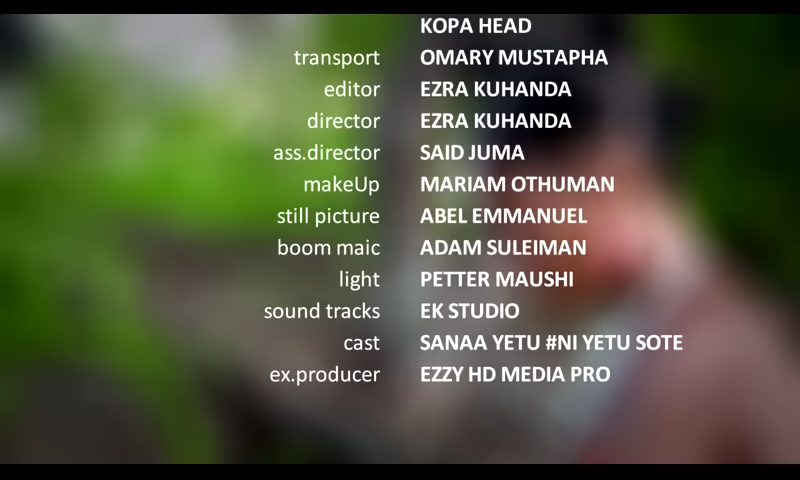 KOPA HEAD
transport OMARY MUSTAPHA
editor EZRA KUHANDA
director EZRA KUHANDA
ass.director SAID JUMA
makeUp MARIAM OTHUMAN
still picture ABEL EMMANUEL
boom maic ADAM SULEIMAN
light PETTER MAUSHI
sound tracks EK STUDIO
cast SANAA YETU #NI YETU SOTE
ex.producer EZZY HD MEDIA PRO